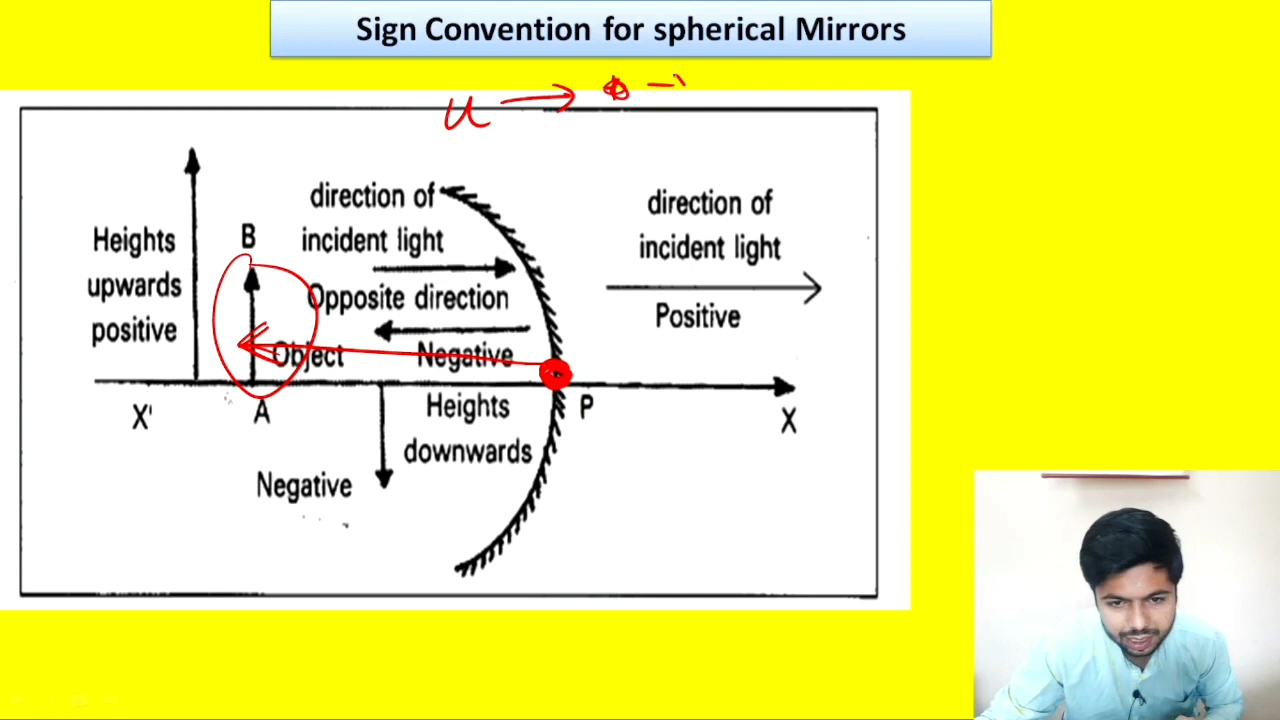 Sign Convention for spherical Mirrors
u → -
direction of
incident light
Opposite direction
Object
Negative
Heights
upwards
positive
B
direction of
incident light
Positive
X'
A
Heights
downwards
P
X
Negative